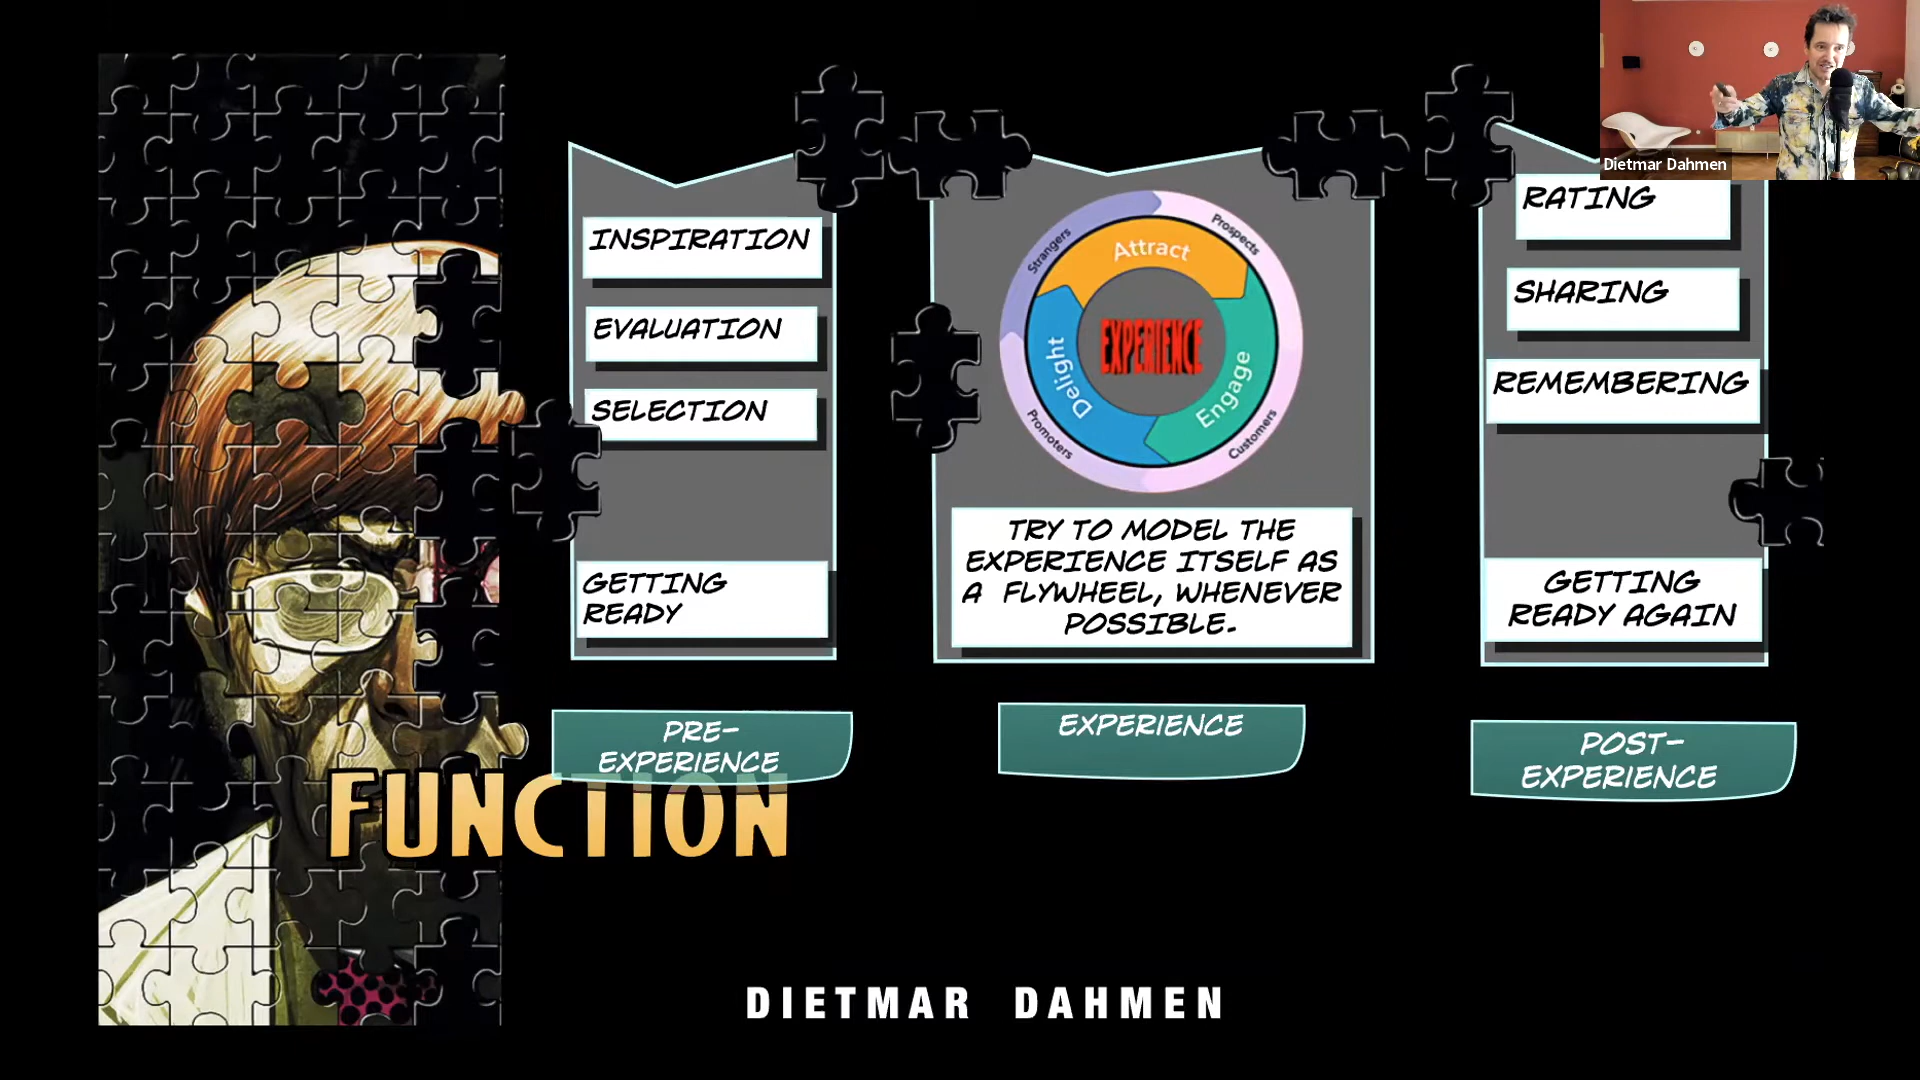 Dietmar Dahmen
INSPIRATION
EVALUATION
SELECTION
GETTING
READY
PRE-
EXPERIENCE
Strangers
Prospects
Attract
EXPERIENCE
Delight
Engage
Promoters
Customers
TRY TO MODEL THE
EXPERIENCE ITSELF AS
A FLYWHEEL, WHENEVER
POSSIBLE.
EXPERIENCE
RATING
SHARING
REMEMBERING
GETTING
READY AGAIN
POST-
EXPERIENCE
FUNCTION
DIETMAR DAHMEN